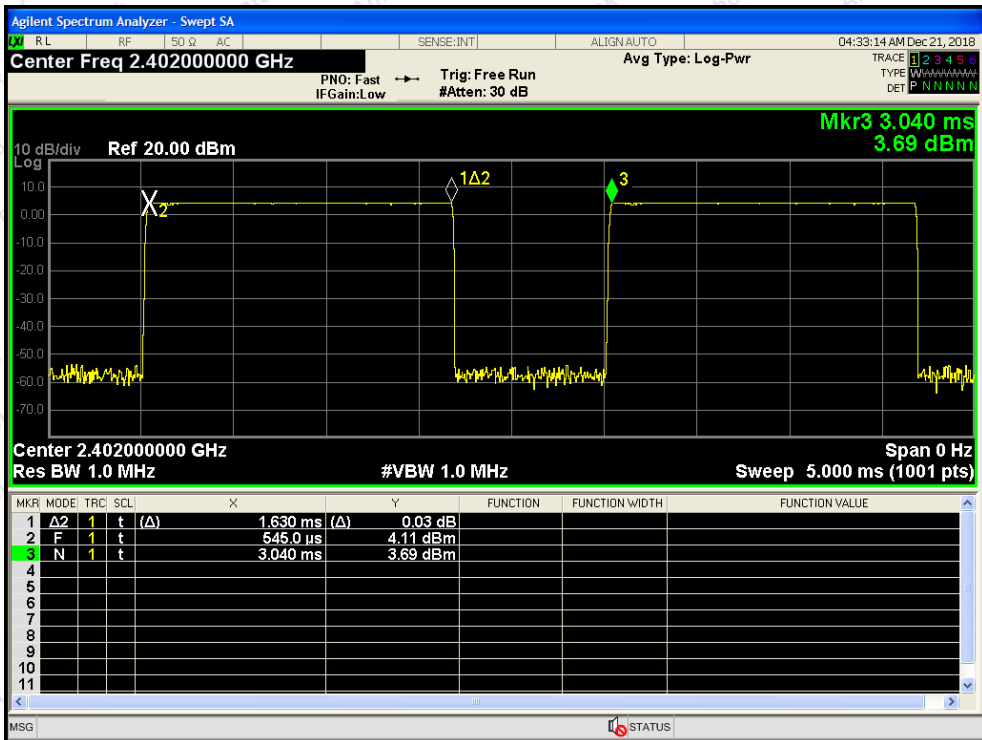 Agilent Spectrum Analyzer - Swept SA
LXI RL RF 50 Ω AC SENSE:INT ALIGN AUTO 04:33:14 AM Dec 21, 2018
Center Freq 2.402000000 GHz Avg Type: Log-Pwr TRACE 1 2 3 4 5 6
PNO: Fast Trig: Free Run TYPE WWWWWW
IFGain:Low #Atten: 30 dB DET P N N N N N
Mkr3 3.040 ms
10 dB/div Ref 20.00 dBm 3.69 dBm
Log
10.0
0.00
-10.0
-20.0
-30.0
-40.0
-50.0
-60.0
-70.0
X2 1Δ2 3
Center 2.402000000 GHz Span 0 Hz
Res BW 1.0 MHz #VBW 1.0 MHz Sweep 5.000 ms (1001 pts)
MKR MODE TRC SCL X Y FUNCTION FUNCTION WIDTH FUNCTION VALUE
1 Δ2 1 t (Δ) 1.630 ms (Δ) 0.03 dB
2 F 1 t 545.0 µs 4.11 dBm
3 N 1 t 3.040 ms 3.69 dBm
4
5
6
7
8
9
10
11
MSG STATUS